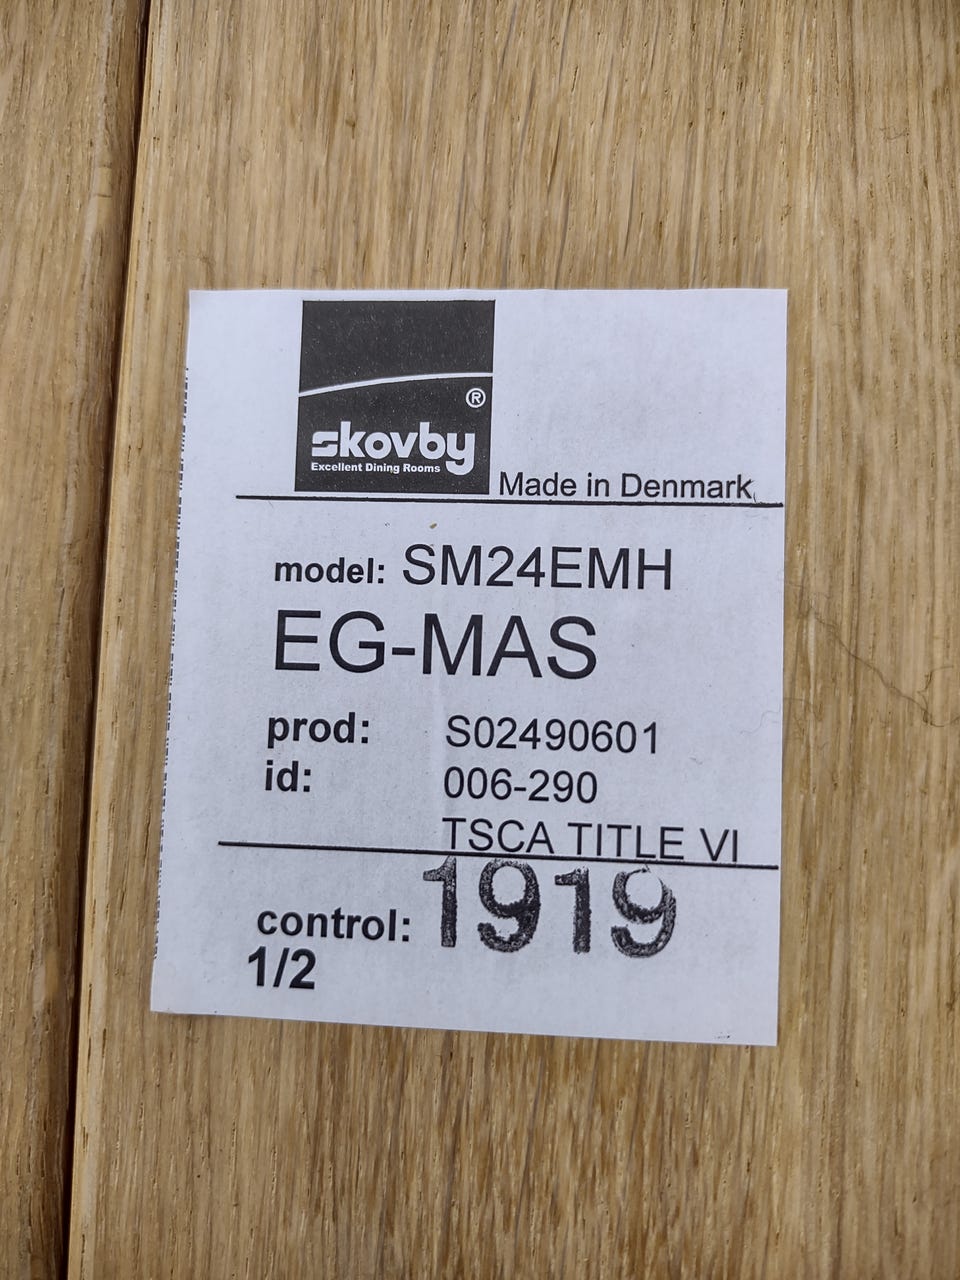 ®
skovby
Excellent Dining Rooms
Made in Denmark
model: SM24EMH
EG-MAS
prod: S02490601
id: 006-290
TSCA TITLE VI
control: 1919
1/2